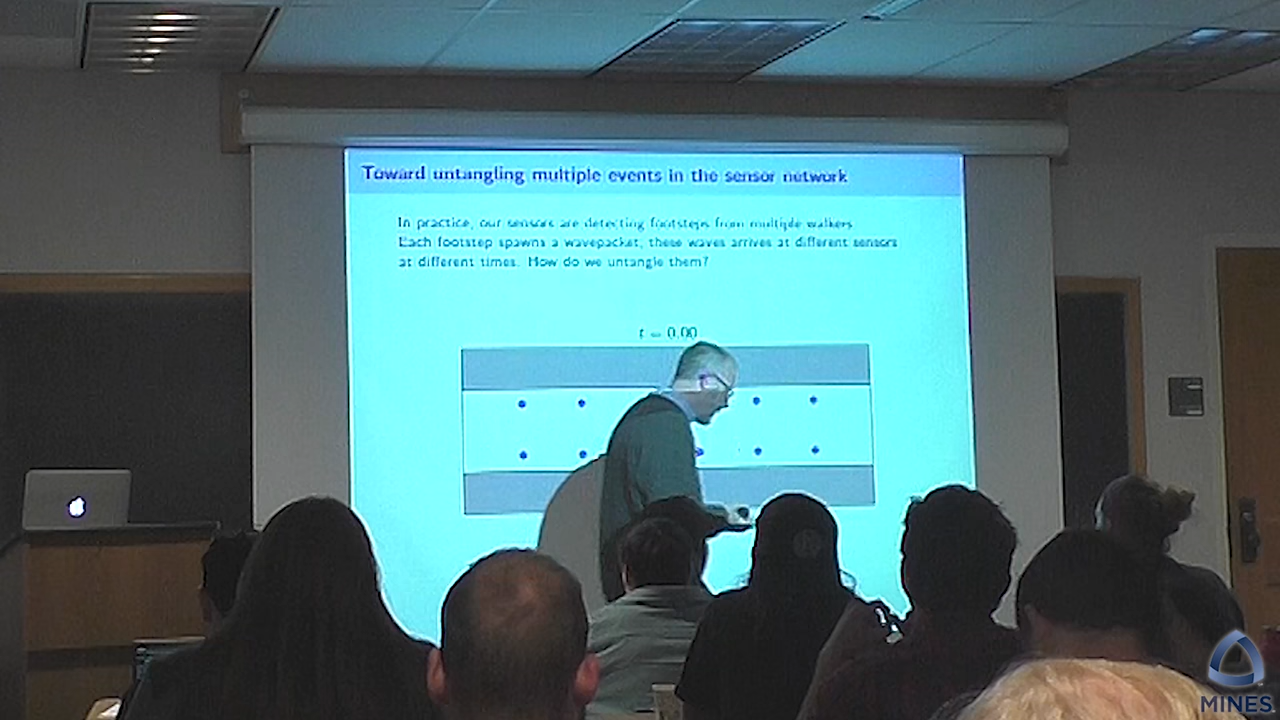 Toward untangling multiple events in the sensor network
In practice, our sensors are detecting footsteps from multiple walkers
Each footstep spawns a wavepacket, these waves arrives at different sensors
at different times. How do we untangle them?
t = 0.00
MINES